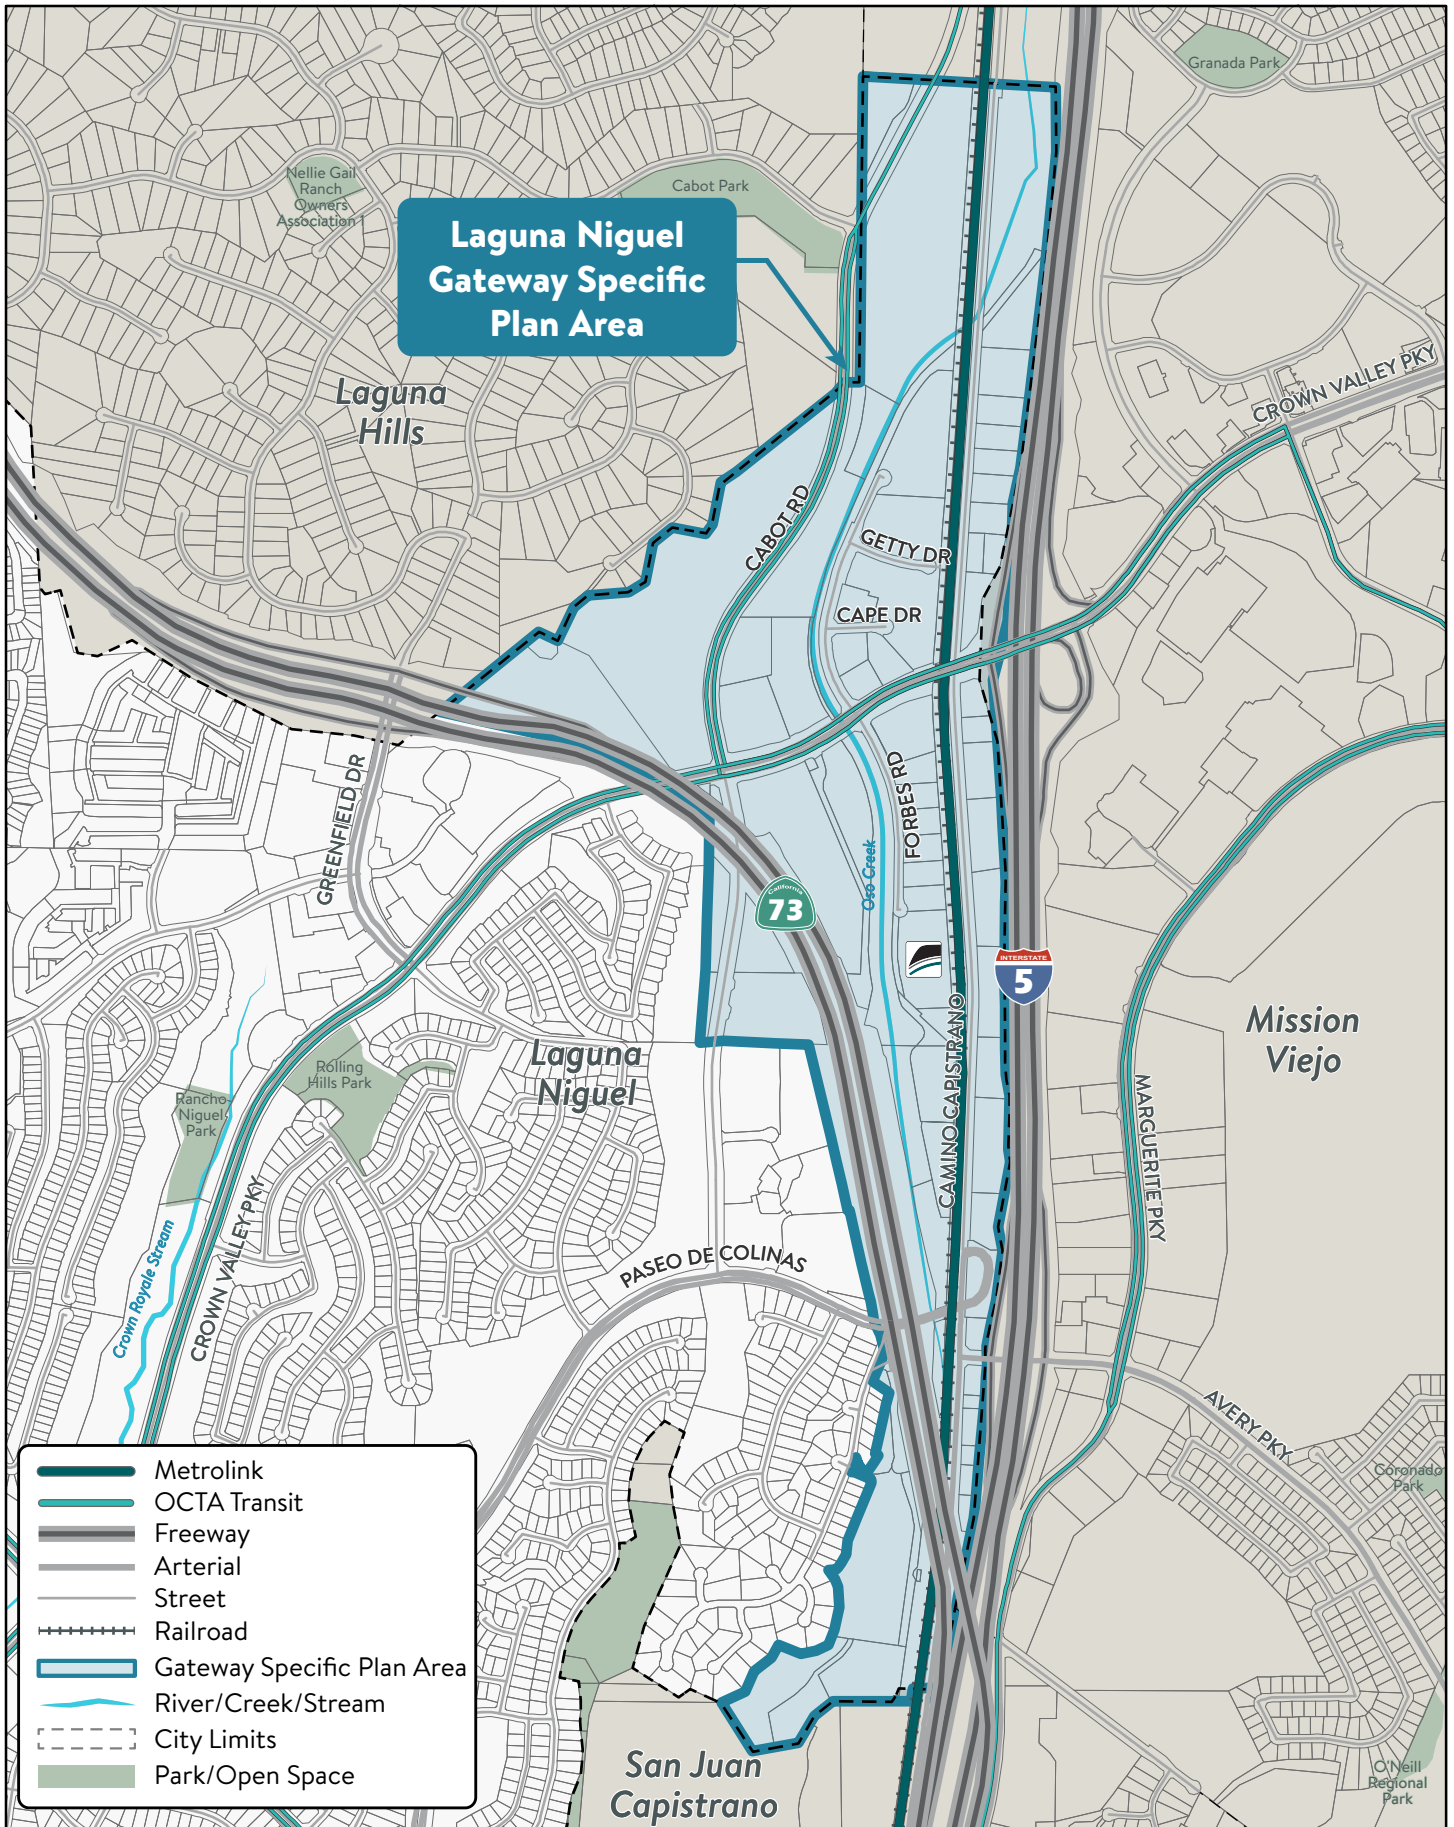 Granada Park
Nellie Gail
Ranch
Owners
Association 1
Cabot Park
Laguna Niguel
Gateway Specific
Plan Area
Laguna
Hills
CROWN VALLEY PKY
CABOT RD
GETTY DR
CAPE DR
GREENFIELD DR
FORBES RD
Oso Creek
California
73
INTERSTATE
5
Mission
Viejo
CAMINO CAPISTRANO
Laguna
Niguel
Rolling
Hills Park
Rancho
Niguel
Park
MARGUERITE PKY
Crown Royale Stream
CROWN VALLEY PKY
PASEO DE COLINAS
AVERY PKY
Coronado
Park
Metrolink
OCTA Transit
Freeway
Arterial
Street
Railroad
Gateway Specific Plan Area
River/Creek/Stream
City Limits
Park/Open Space
San Juan
Capistrano
O'Neill
Regional
Park